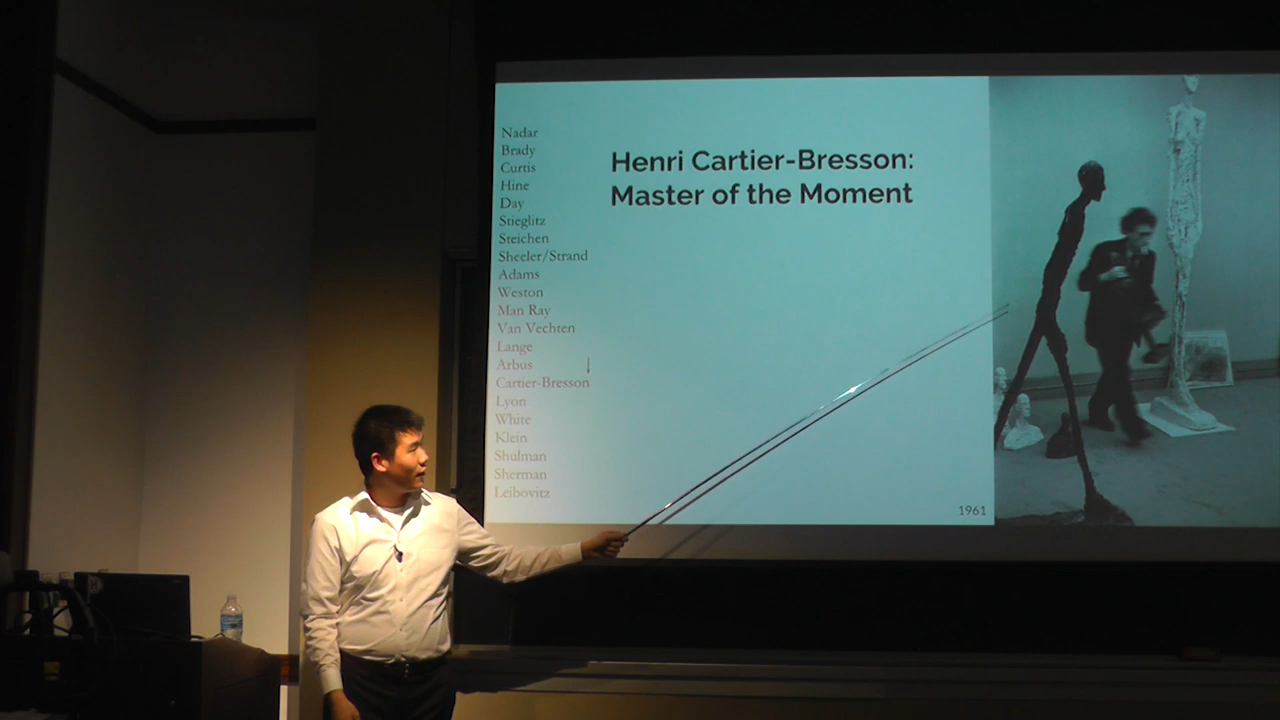 Nadar
Brady
Curtis
Hine
Day
Stieglitz
Steichen
Sheeler/Strand
Adams
Weston
Man Ray
Van Vechten
Lange
Arbus
Cartier-Bresson
Lyon
White
Klein
Shulman
Sherman
Leibovitz
Henri Cartier-Bresson:
Master of the Moment
1961